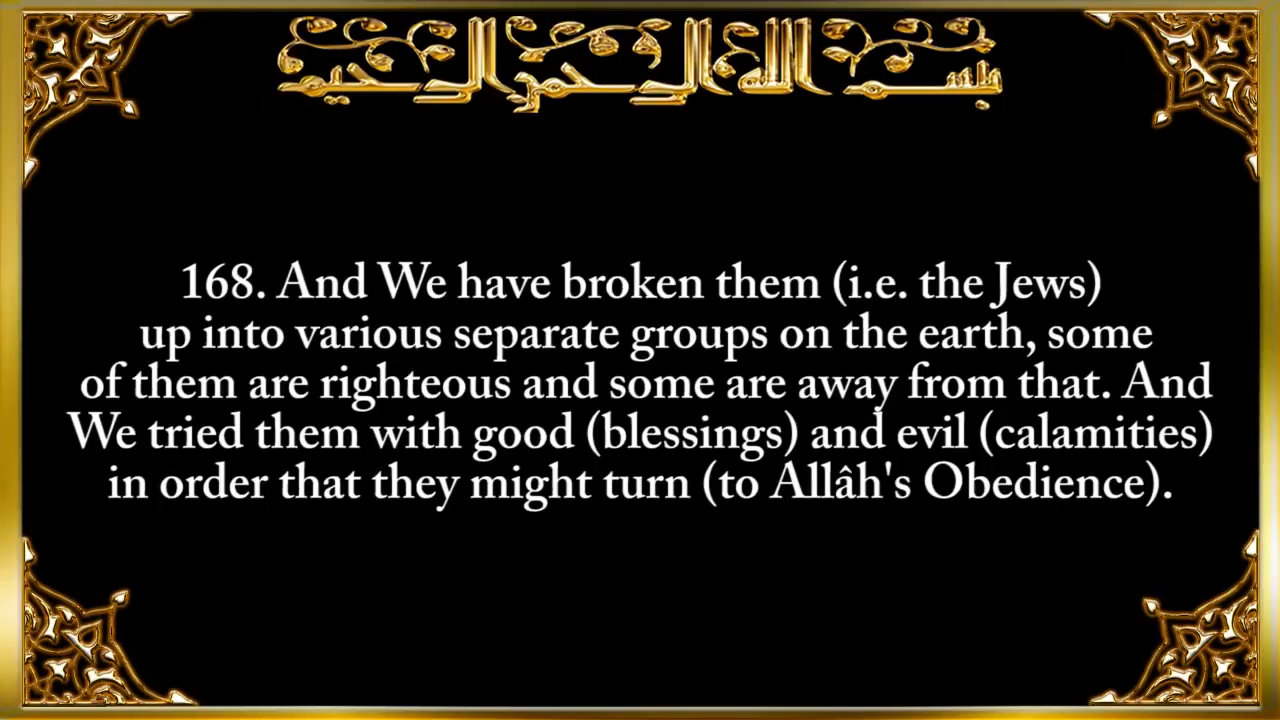 بسم الله الرحمن الرحيم
168. And We have broken them (i.e. the Jews)
up into various separate groups on the earth, some
of them are righteous and some are away from that. And
We tried them with good (blessings) and evil (calamities)
in order that they might turn (to Allâh's Obedience).